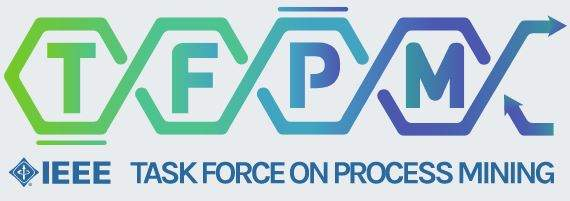 TFPM
IEEE TASK FORCE ON PROCESS MINING